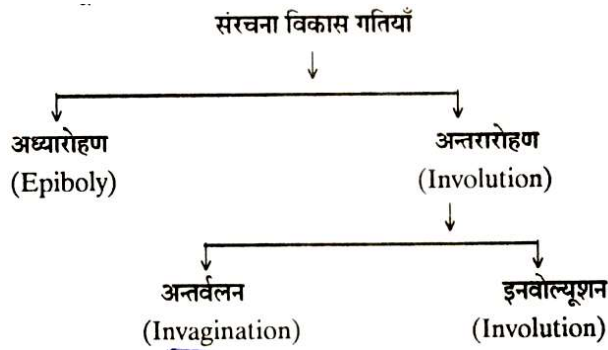 संरचना विकास गतियाँ
अध्यारोहण
(Epiboly)
अन्तरारोहण
(Involution)
अन्तर्वलन
(Invagination)
इनवोल्यूशन
(Involution)